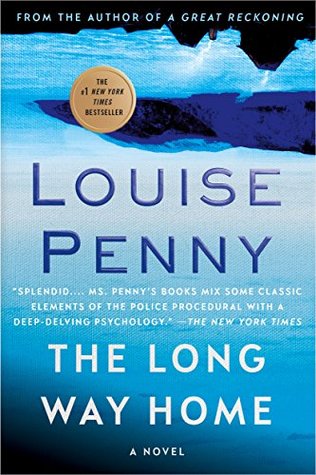 FROM THE AUTHOR OF A GREAT RECKONING
THE
#1 NEW YORK
TIMES
BESTSELLER
LOUISE
PENNY
"SPLENDID.... MS. PENNY'S BOOKS MIX SOME CLASSIC
ELEMENTS OF THE POLICE PROCEDURAL WITH A
DEEP-DELVING PSYCHOLOGY." —THE NEW YORK TIMES
THE LONG
WAY HOME
A NOVEL